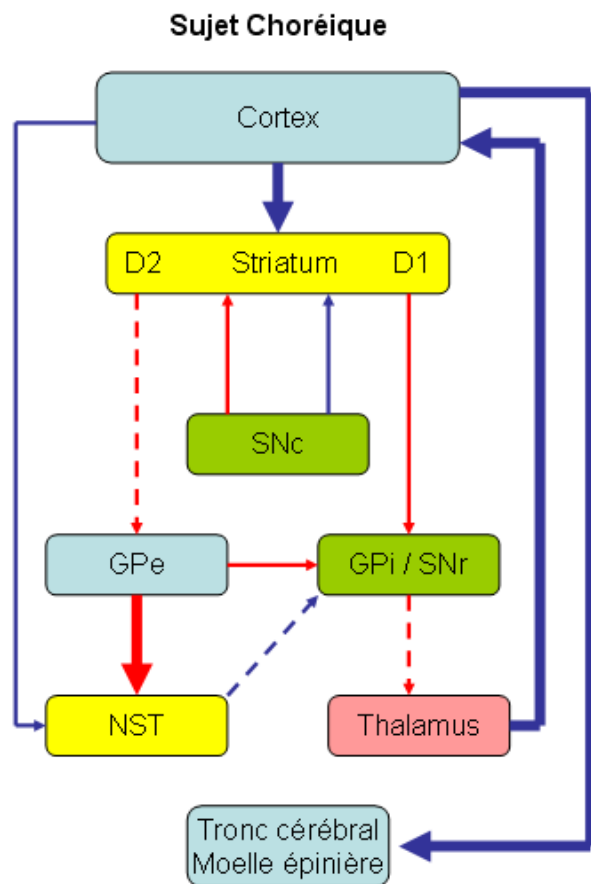 Sujet Choréique
Cortex
D2 Striatum D1
SNc
GPe
GPi / SNr
NST
Thalamus
Tronc cérébral
Moelle épinière